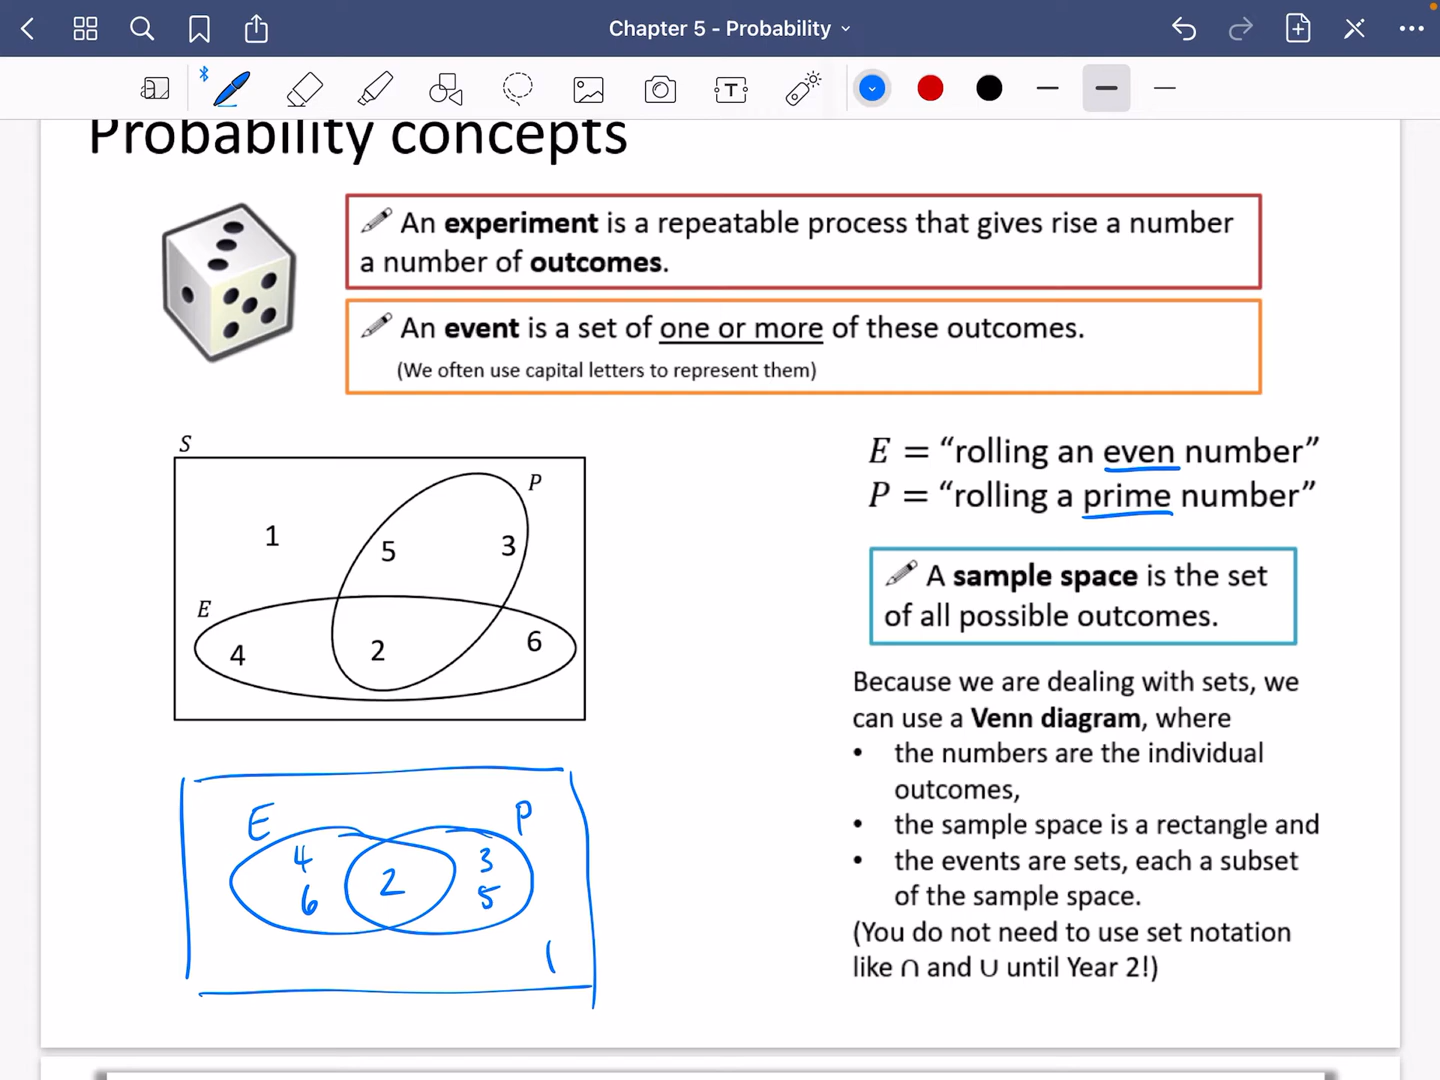 Chapter 5 - Probability
T
Probability concepts
An experiment is a repeatable process that gives rise a number
a number of outcomes.
An event is a set of one or more of these outcomes.
(We often use capital letters to represent them)
S
P
1
5
3
E
4
2
6
E = “rolling an even number”
P = “rolling a prime number”
A sample space is the set
of all possible outcomes.
Because we are dealing with sets, we
can use a Venn diagram, where
• the numbers are the individual
outcomes,
• the sample space is a rectangle and
• the events are sets, each a subset
of the sample space.
(You do not need to use set notation
like ∩ and ∪ until Year 2!)
E
P
4
3
2
6
5
1